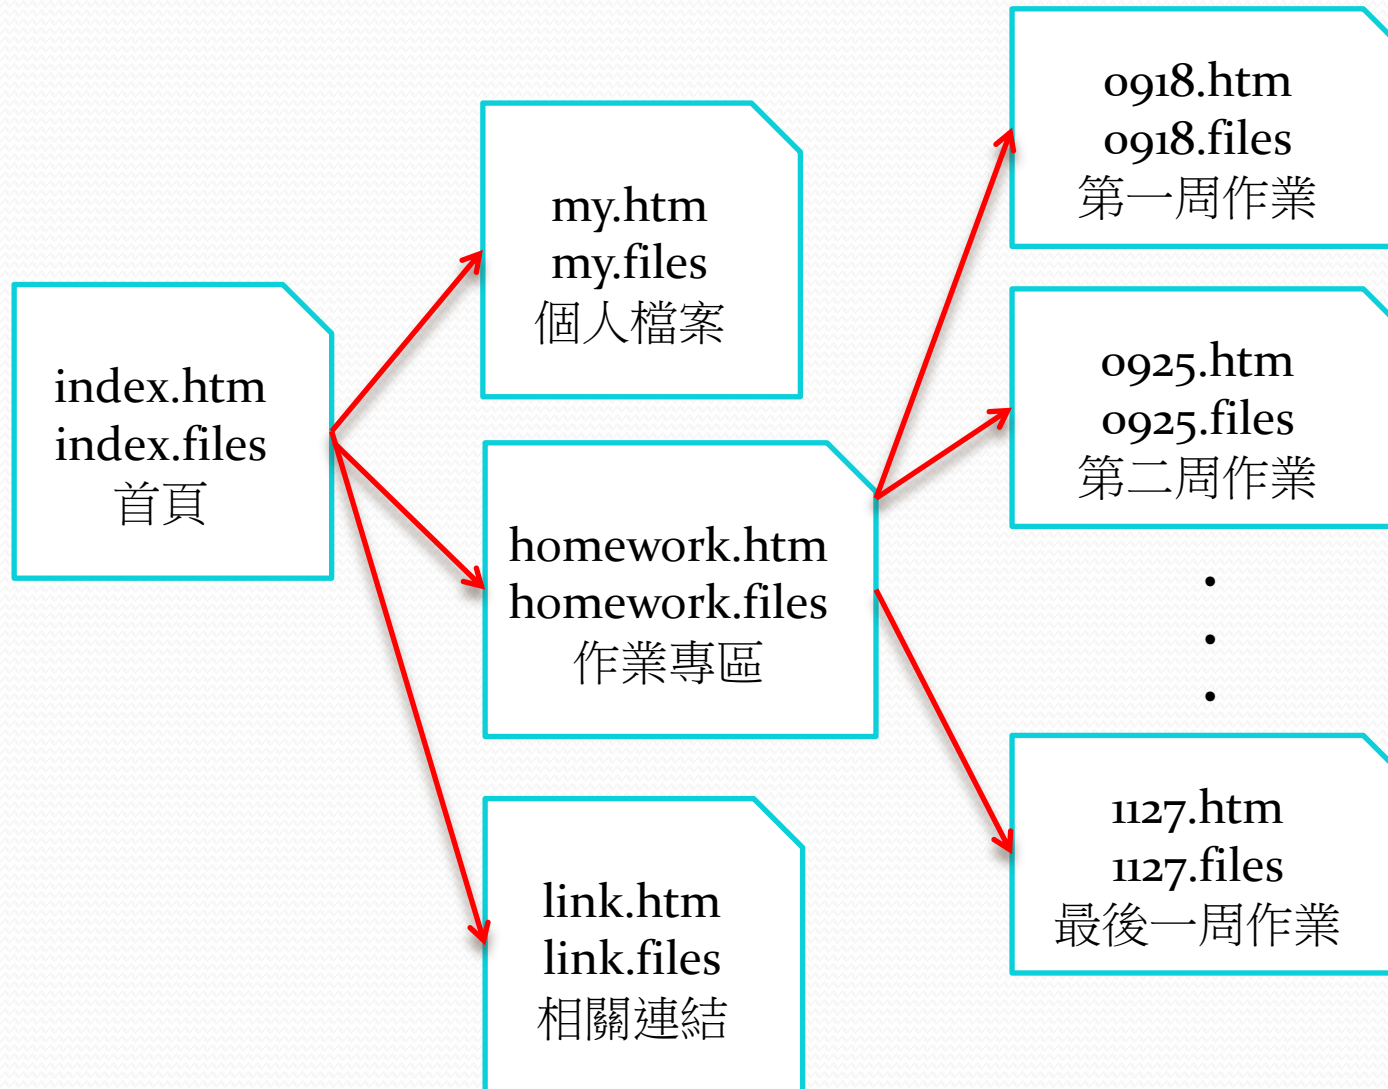 index.htm
index.files
首頁
my.htm
my.files
個人檔案
homework.htm
homework.files
作業專區
link.htm
link.files
相關連結
0918.htm
0918.files
第一周作業
0925.htm
0925.files
第二周作業
.
.
.
1127.htm
1127.files
最後一周作業